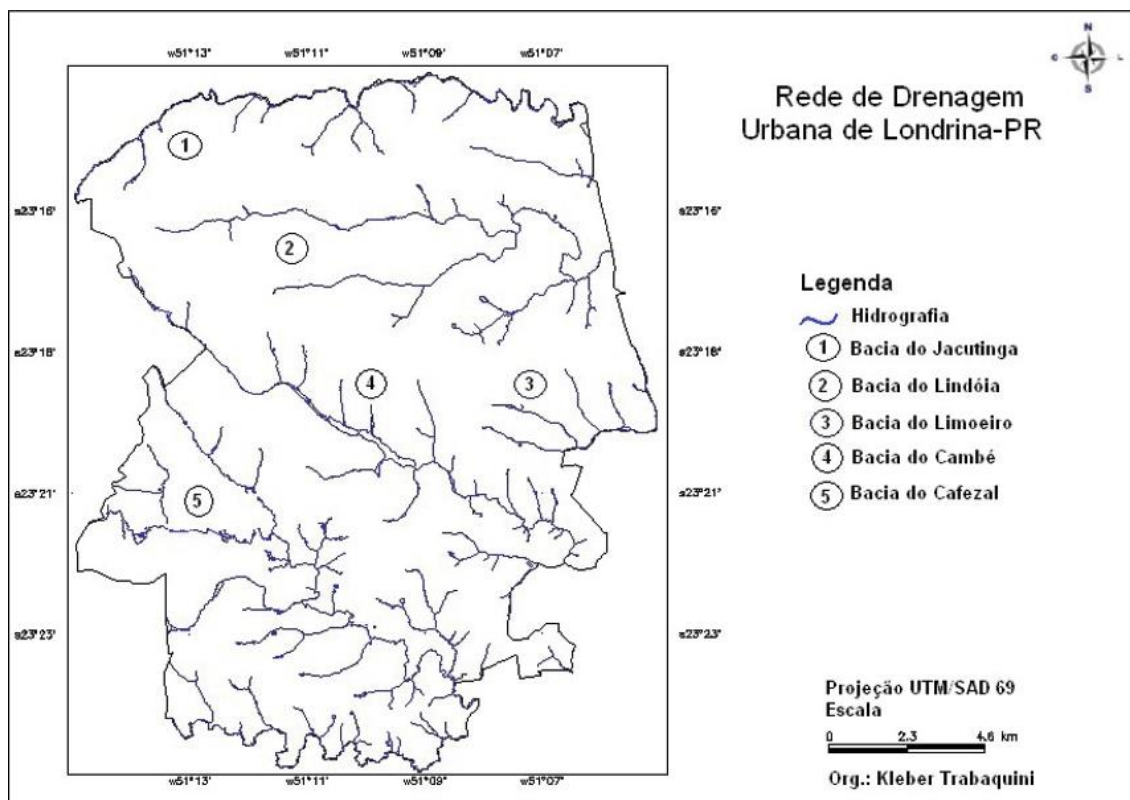 w51°13' w51°11' w51°09' w51°07'
N
O L
S
Rede de Drenagem
Urbana de Londrina-PR
1
s23°16' s23°16'
2
Legenda
Hidrografia
s23°18' s23°18'
1 Bacia do Jacutinga
4 3
2 Bacia do Lindóia
3 Bacia do Limoeiro
4 Bacia do Cambé
s23°21' s23°21'
5
5 Bacia do Cafezal
s23°23' s23°23'
Projeção UTM/SAD 69
Escala
0 2.3 4.6 km
w51°13' w51°11' w51°09' w51°07'
Org.: Kleber Trabaquini